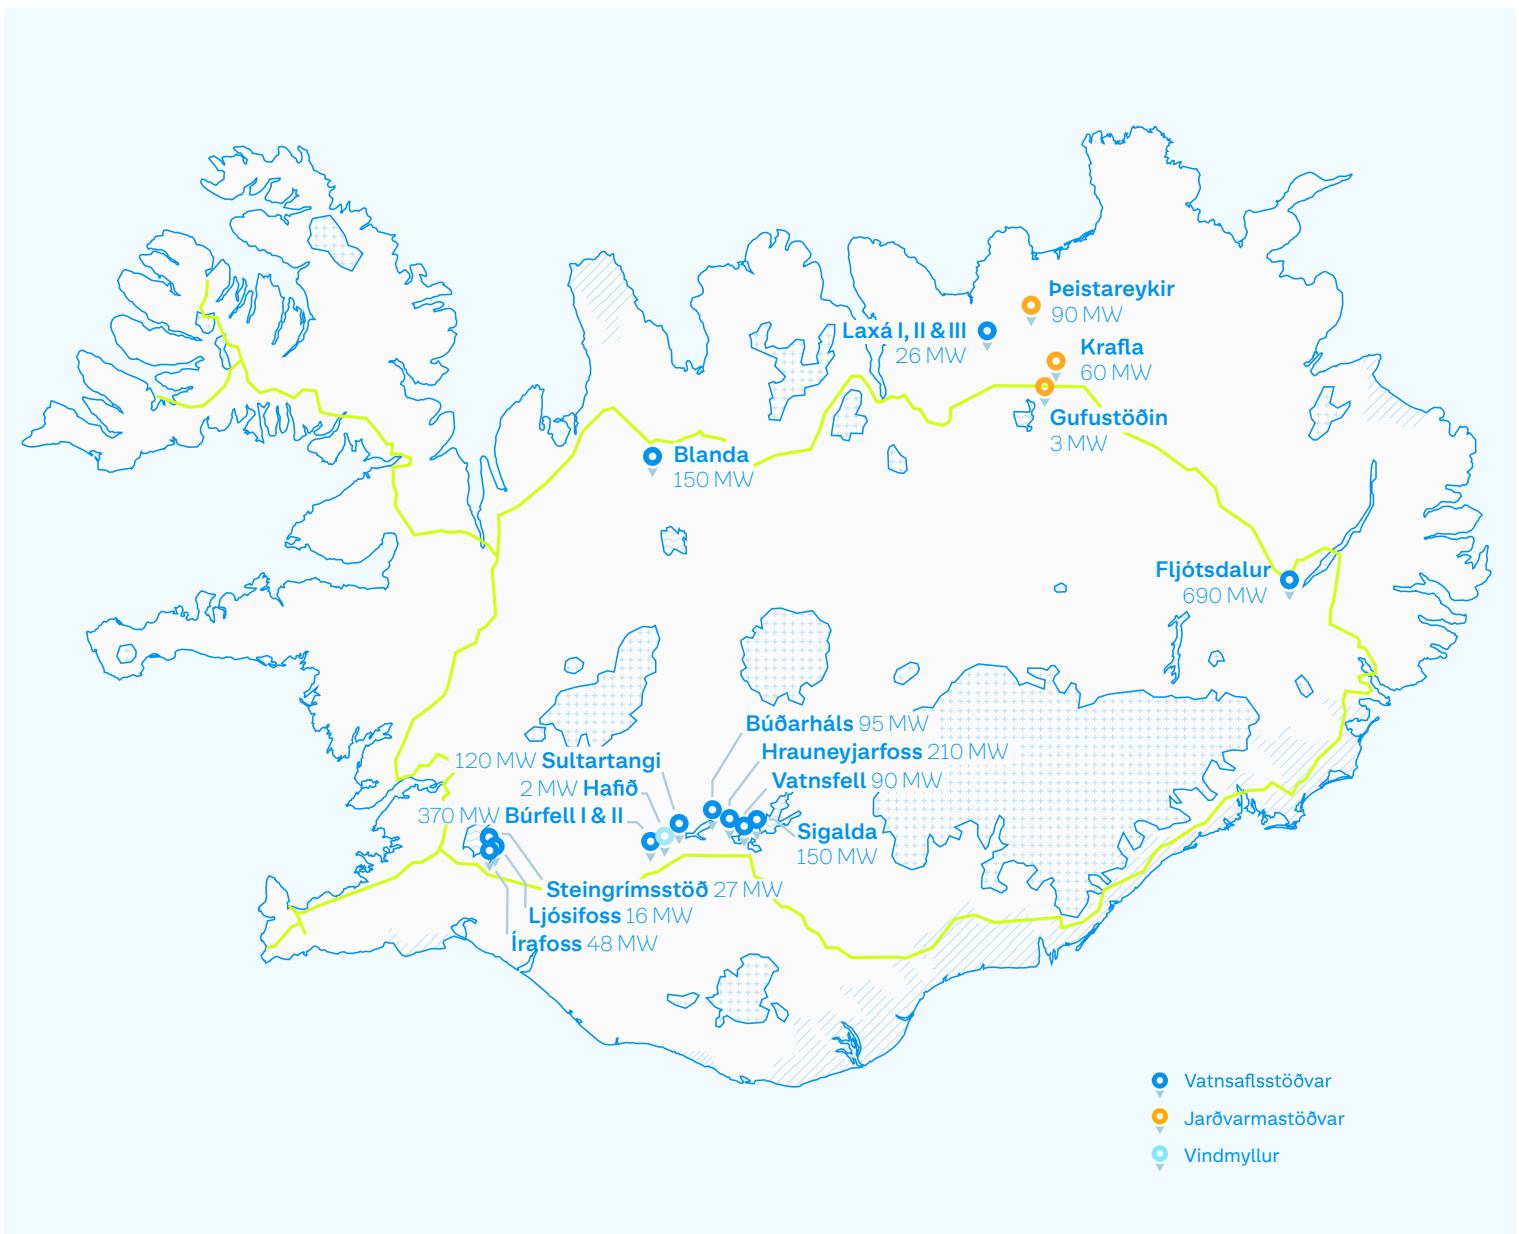 Þeistareykir
90 MW
Laxá I, II & III
26 MW
Krafla
60 MW
Gufustöðin
3 MW
Blanda
150 MW
Fljótsdalur
690 MW
Búðarháls 95 MW
Hrauneyjarfoss 210 MW
Vatnsfell 90 MW
120 MW Sultartangi
2 MW Hafið
370 MW Búrfell I & II
Sigalda
150 MW
Steingrímsstöð 27 MW
Ljósifoss 16 MW
Írafoss 48 MW
Vatnsaflsstöðvar
Jarðvarmastöðvar
Vindmyllur